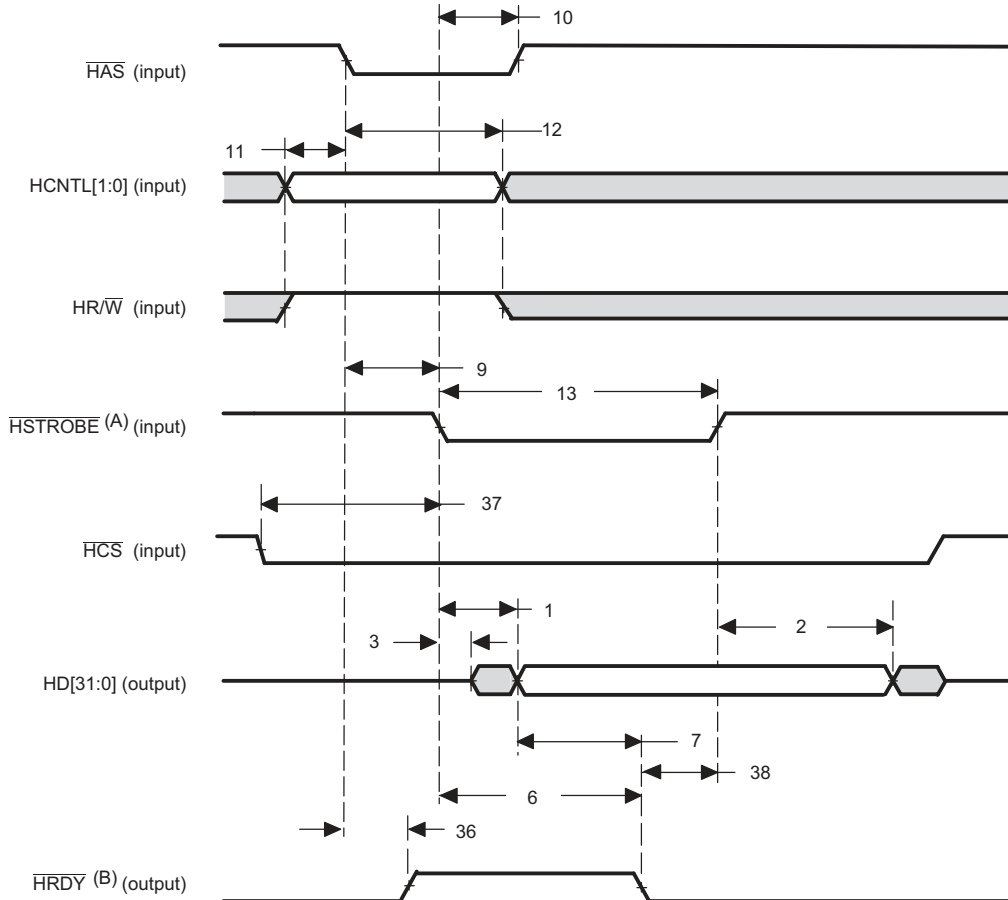 10
HAS (input)
12
11
HCNTL[1:0] (input)
HR/W (input)
9
13
HSTROBE (A) (input)
37
HCS (input)
1
3
2
HD[31:0] (output)
7
38
6
36
HRDY (B) (output)